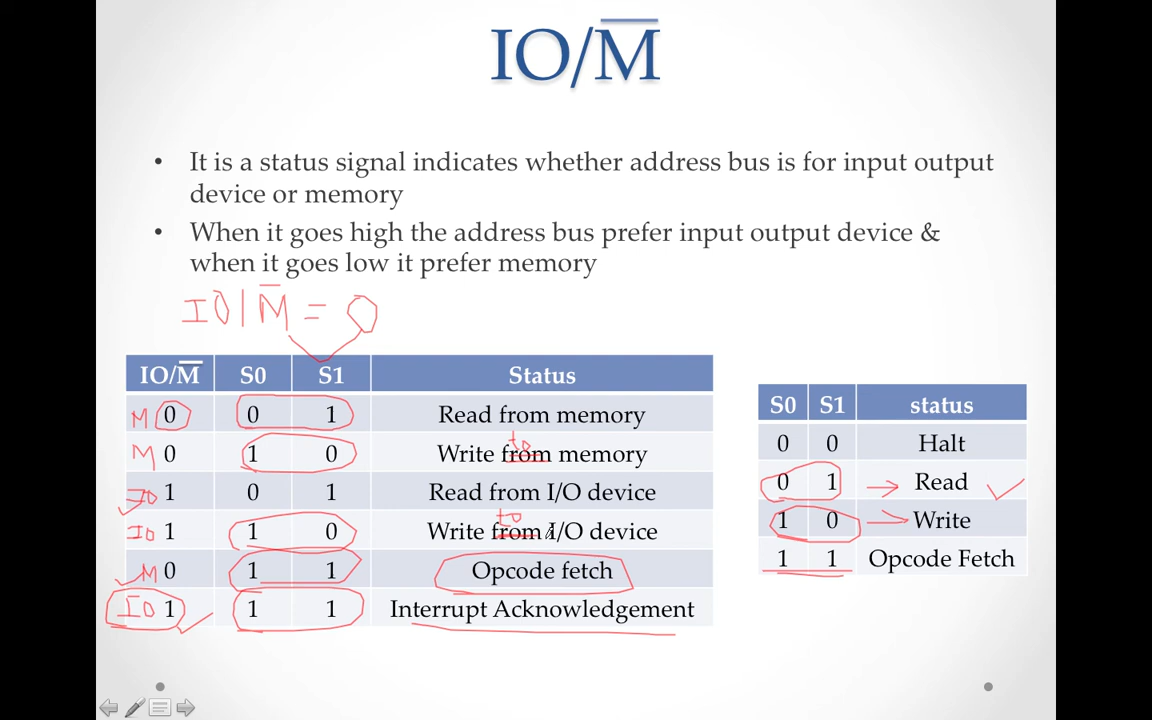 IO/M̅
• It is a status signal indicates whether address bus is for input output
device or memory
• When it goes high the address bus prefer input output device &
when it goes low it prefer memory
IO/M̅ = 0
IO/M̅ S0 S1 Status
M 0 0 1 Read from memory
to
M 0 1 0 Write from memory
IO 1 0 1 Read from I/O device
to
IO 1 1 0 Write from I/O device
M 0 1 1 Opcode fetch
IO 1 1 1 Interrupt Acknowledgement
S0 S1 status
0 0 Halt
0 1 → Read
1 0 → Write
1 1 Opcode Fetch